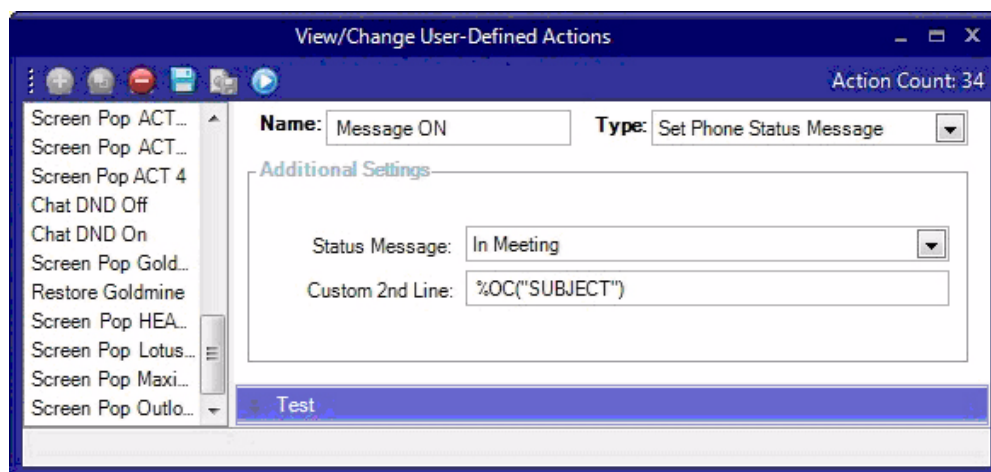 View/Change User-Defined Actions
Action Count: 34
Screen Pop ACT...
Screen Pop ACT...
Screen Pop ACT 4
Chat DND Off
Chat DND On
Screen Pop Gold...
Restore Goldmine
Screen Pop HEA...
Screen Pop Lotus...
Screen Pop Maxi...
Screen Pop Outlo...
Name: Message ON Type: Set Phone Status Message
Additional Settings
Status Message: In Meeting
Custom 2nd Line: %OC("SUBJECT")
Test